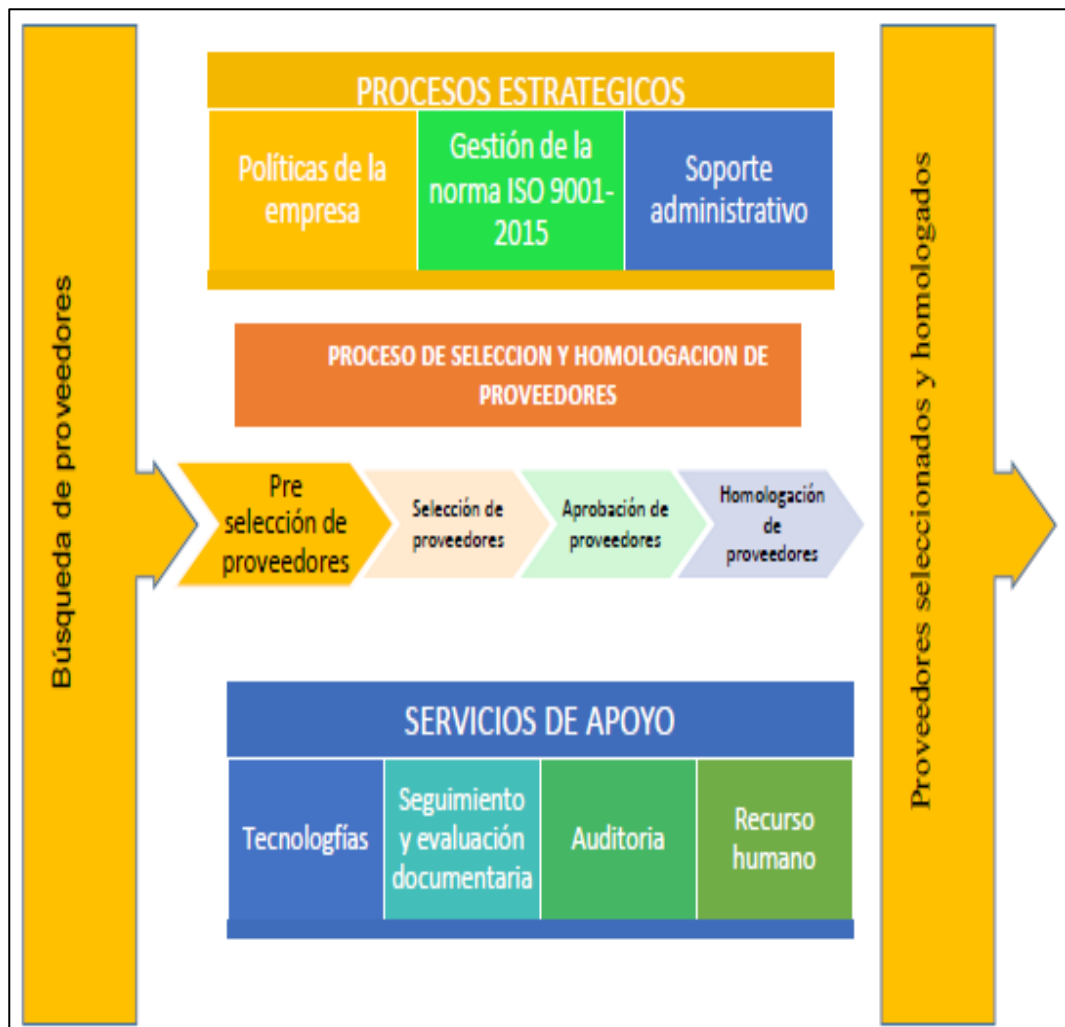 Búsqueda de proveedores
PROCESOS ESTRATEGICOS
Políticas de la
empresa
Gestión de la
norma ISO 9001-
2015
Soporte
administrativo
PROCESO DE SELECCION Y HOMOLOGACION DE
PROVEEDORES
Pre
selección de
proveedores
Selección de
proveedores
Aprobación de
proveedores
Homologación
de
proveedores
SERVICIOS DE APOYO
Tecnologfías
Seguimiento
y evaluación
documentaria
Auditoria
Recurso
humano
Proveedores seleccionados y homologados